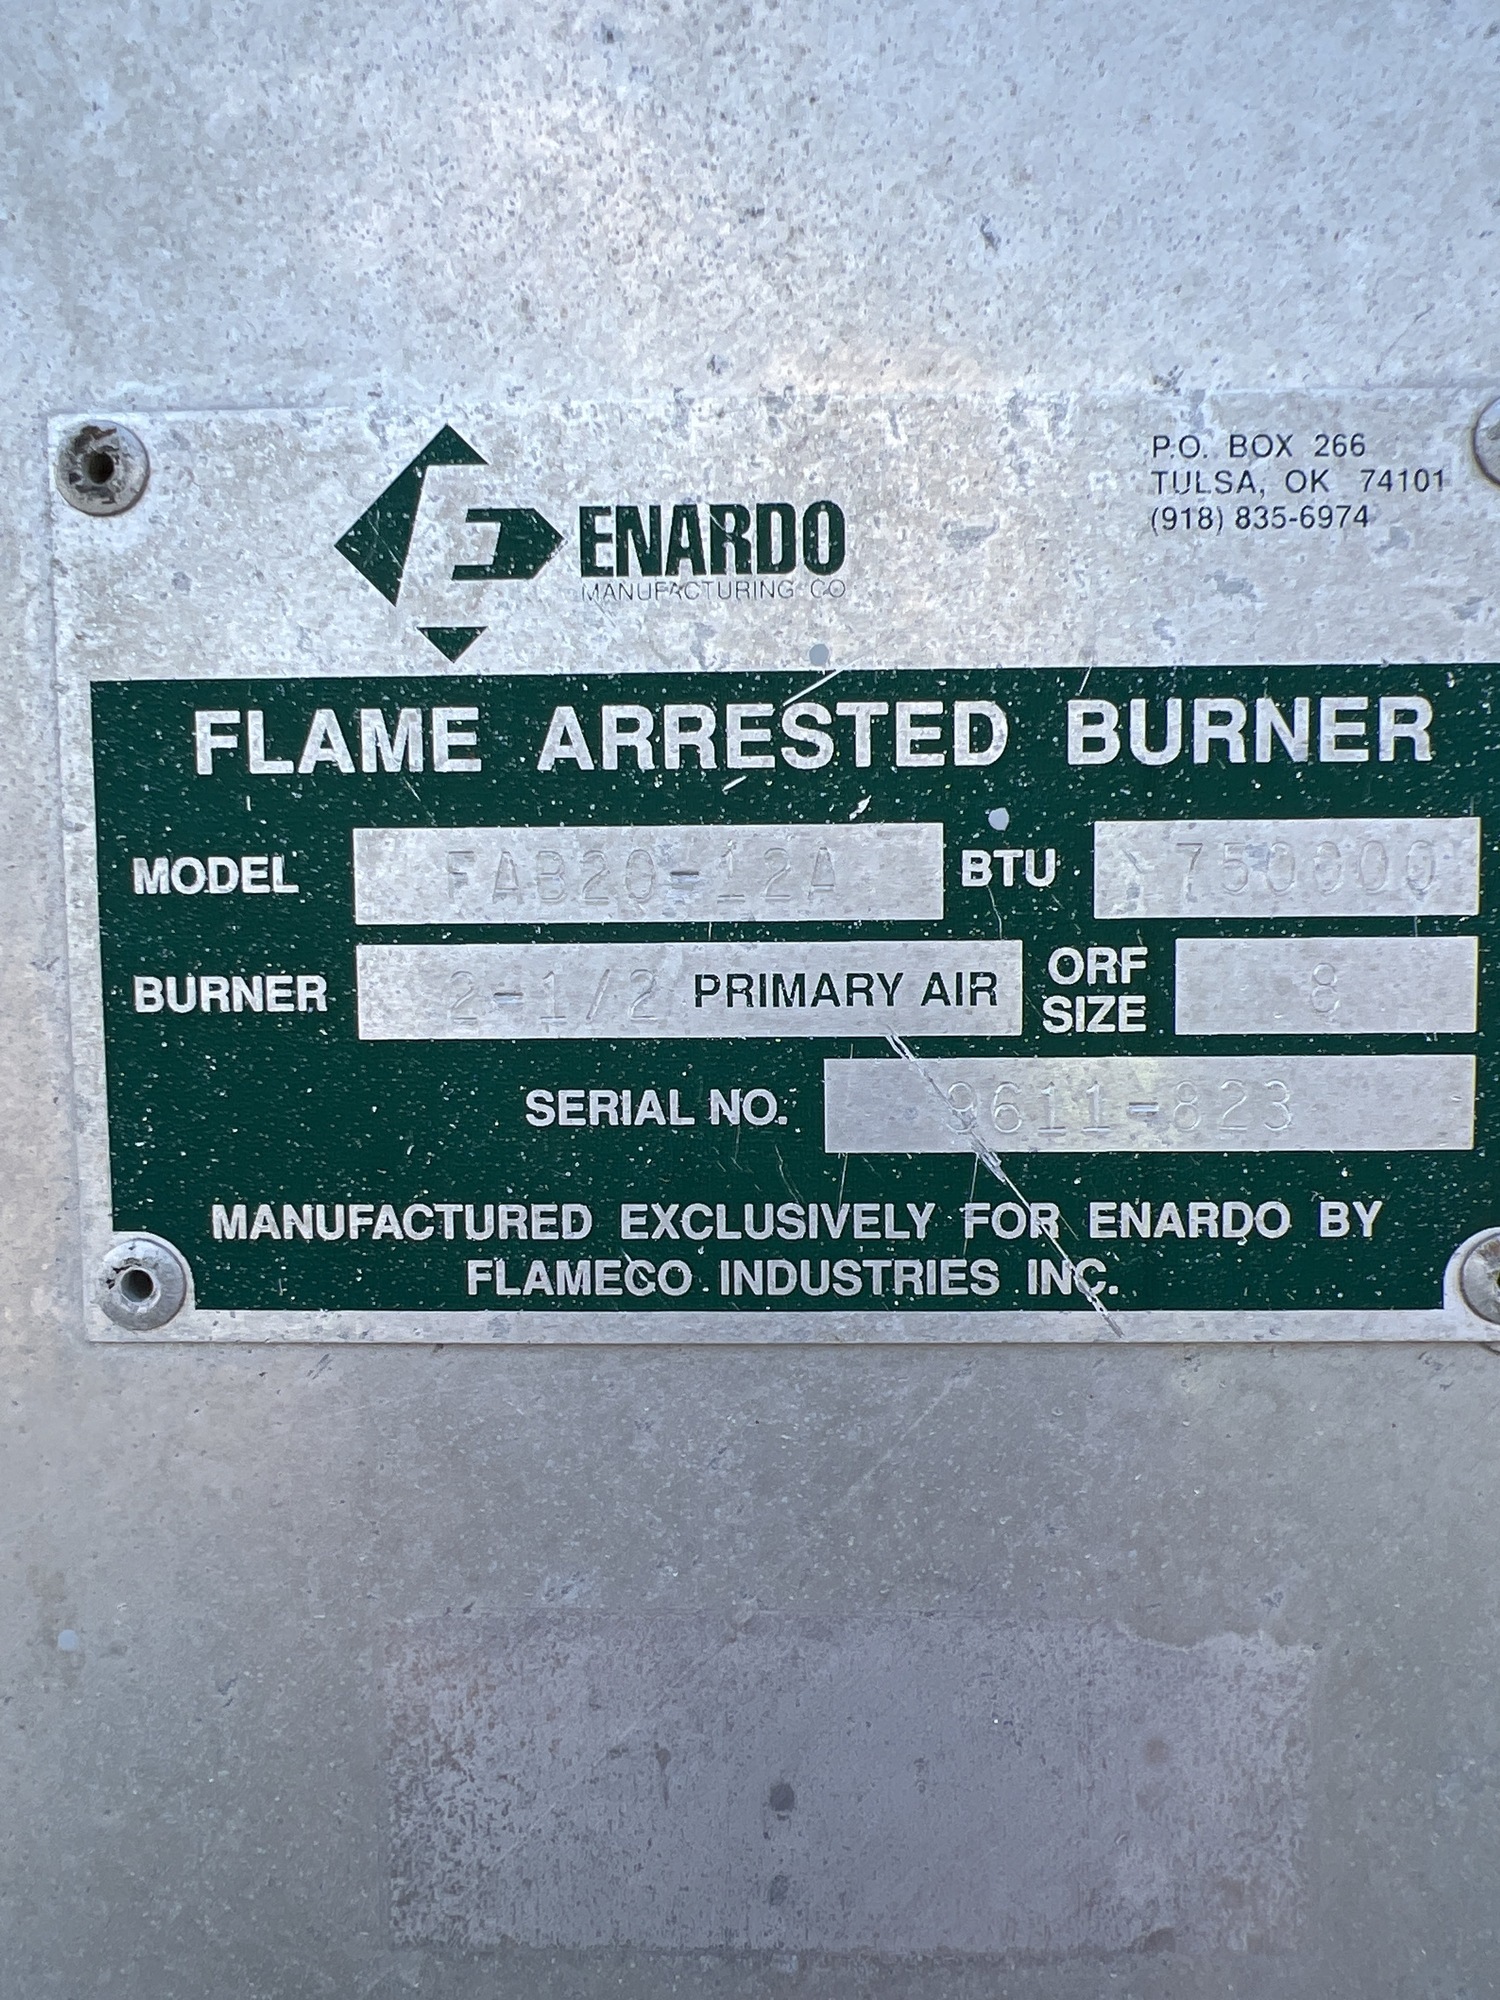 P.O. BOX 266
TULSA, OK 74101
(918) 835-6974
ENARDO
MANUFACTURING CO
FLAME ARRESTED BURNER
MODEL FAB20-12A BTU 750000
BURNER 2-1/2 PRIMARY AIR ORF SIZE 8
SERIAL NO. 9611-823
MANUFACTURED EXCLUSIVELY FOR ENARDO BY
FLAMECO INDUSTRIES INC.